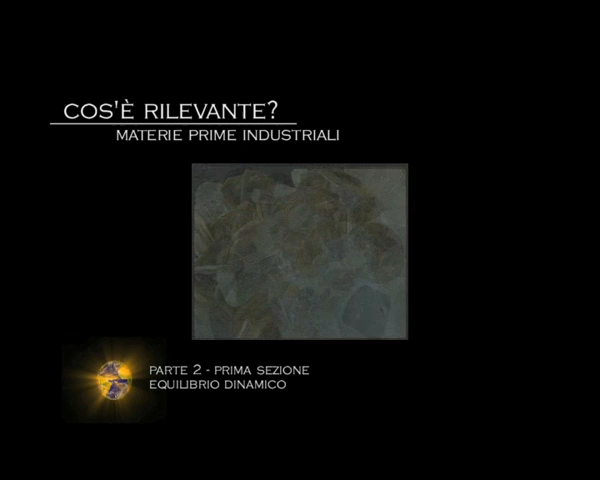 COS'È RILEVANTE?
MATERIE PRIME INDUSTRIALI
PARTE 2 - PRIMA SEZIONE
EQUILIBRIO DINAMICO